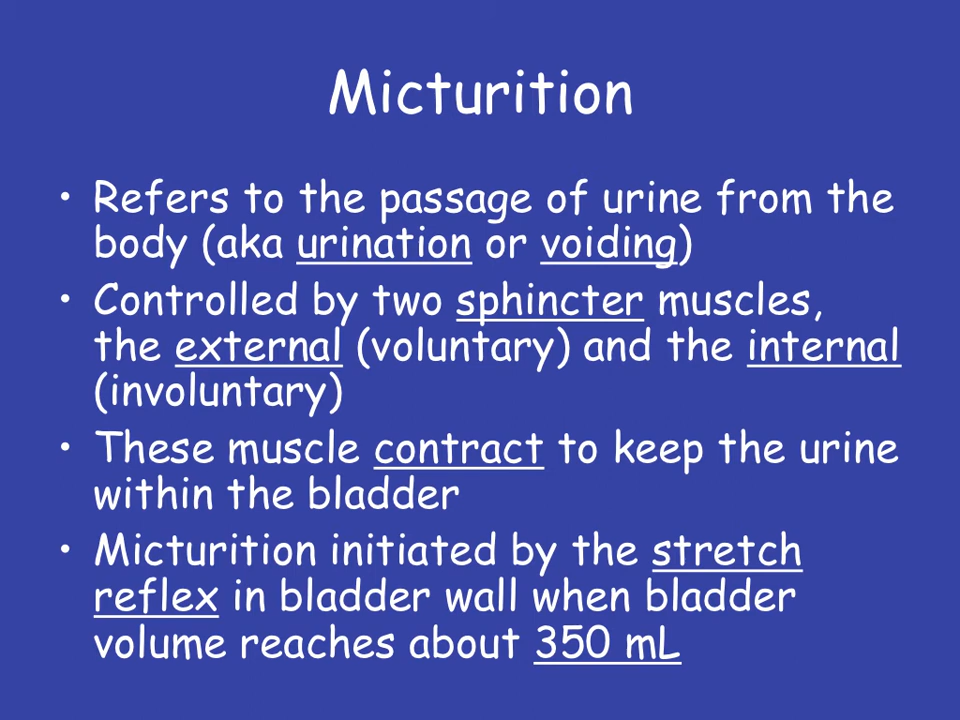 Micturition
• Refers to the passage of urine from the
body (aka urination or voiding)
• Controlled by two sphincter muscles,
the external (voluntary) and the internal
(involuntary)
• These muscle contract to keep the urine
within the bladder
• Micturition initiated by the stretch
reflex in bladder wall when bladder
volume reaches about 350 mL